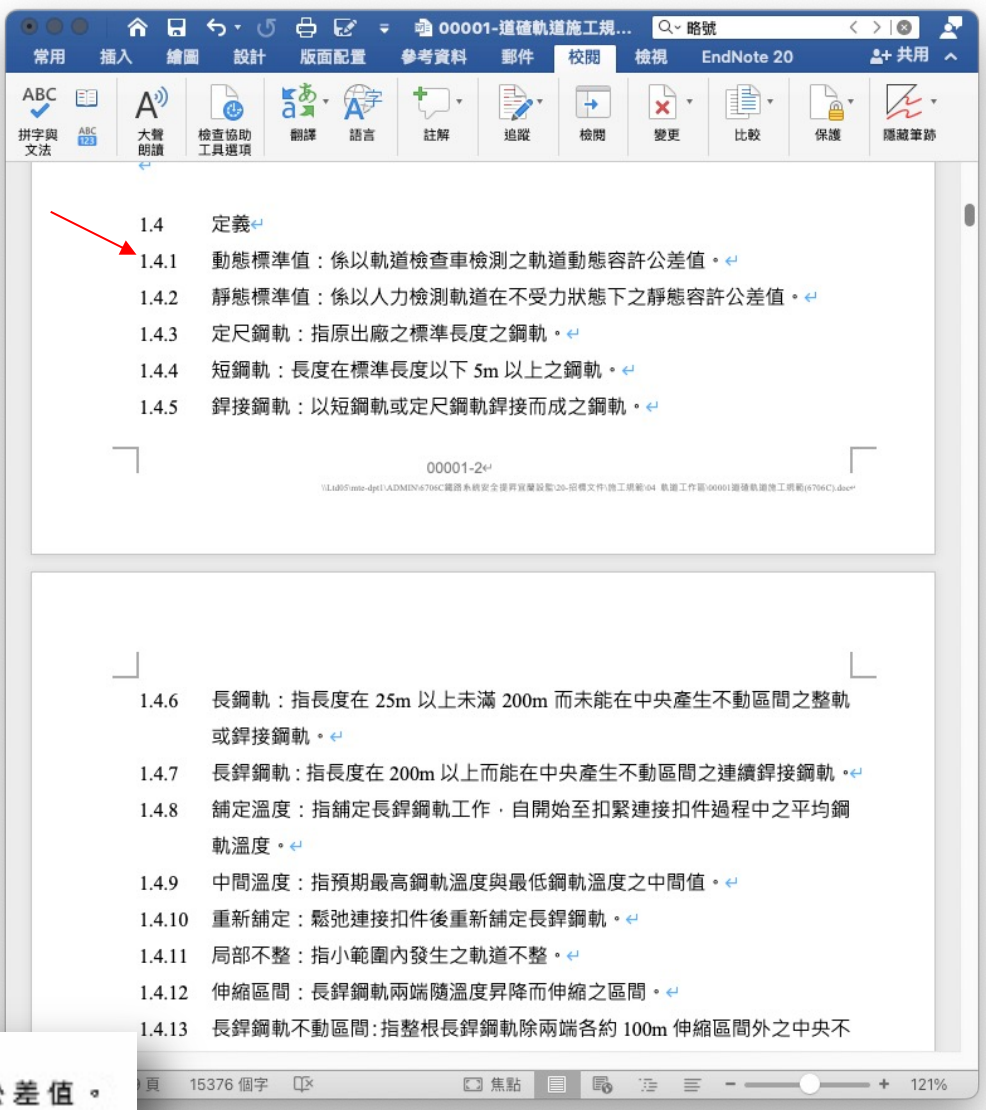 00001-道碴軌道施工規...
略號
常用 插入 繪圖 設計 版面配置 參考資料 郵件 校閱 檢視 EndNote 20 共用
ABC
拼字與
文法
ABC
123
A
大聲
朗讀
檢查協助
工具選項
あ
a
翻譯
A字
語言
註解
追蹤
檢閱
變更
比較
保護
隱藏筆跡
1.4 定義
1.4.1 動態標準值：係以軌道檢查車檢測之軌道動態容許公差值。
1.4.2 靜態標準值：係以人力檢測軌道在不受力狀態下之靜態容許公差值。
1.4.3 定尺鋼軌：指原出廠之標準長度之鋼軌。
1.4.4 短鋼軌：長度在標準長度以下 5m 以上之鋼軌。
1.4.5 銲接鋼軌：以短鋼軌或定尺鋼軌銲接而成之鋼軌。
00001-2
1.4.6 長鋼軌：指長度在 25m 以上未滿 200m 而未能在中央產生不動區間之整軌
或銲接鋼軌。
1.4.7 長銲鋼軌：指長度在 200m 以上而能在中央產生不動區間之連續銲接鋼軌。
1.4.8 舖定溫度：指舖定長銲鋼軌工作，自開始至扣緊連接扣件過程中之平均鋼
軌溫度。
1.4.9 中間溫度：指預期最高鋼軌溫度與最低鋼軌溫度之中間值。
1.4.10 重新舖定：鬆弛連接扣件後重新舖定長銲鋼軌。
1.4.11 局部不整：指小範圍內發生之軌道不整。
1.4.12 伸縮區間：長銲鋼軌兩端隨溫度昇降而伸縮之區間。
1.4.13 長銲鋼軌不動區間：指整根長銲鋼軌除兩端各約 100m 伸縮區間外之中央不
差值。
頁 15376 個字 焦點 121%